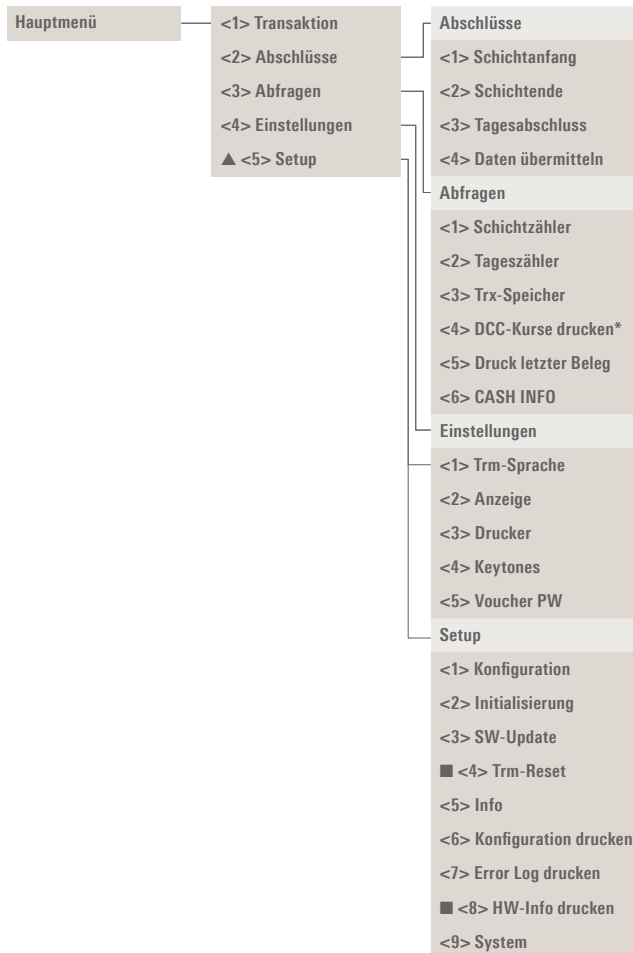 Hauptmenü
<1> Transaktion
<2> Abschlüsse
<3> Abfragen
<4> Einstellungen
▲ <5> Setup
Abschlüsse
<1> Schichtanfang
<2> Schichtende
<3> Tagesabschluss
<4> Daten übermitteln
Abfragen
<1> Schichtzähler
<2> Tageszähler
<3> Trx-Speicher
<4> DCC-Kurse drucken*
<5> Druck letzter Beleg
<6> CASH INFO
Einstellungen
<1> Trm-Sprache
<2> Anzeige
<3> Drucker
<4> Keytones
<5> Voucher PW
Setup
<1> Konfiguration
<2> Initialisierung
<3> SW-Update
■ <4> Trm-Reset
<5> Info
<6> Konfiguration drucken
<7> Error Log drucken
■ <8> HW-Info drucken
<9> System